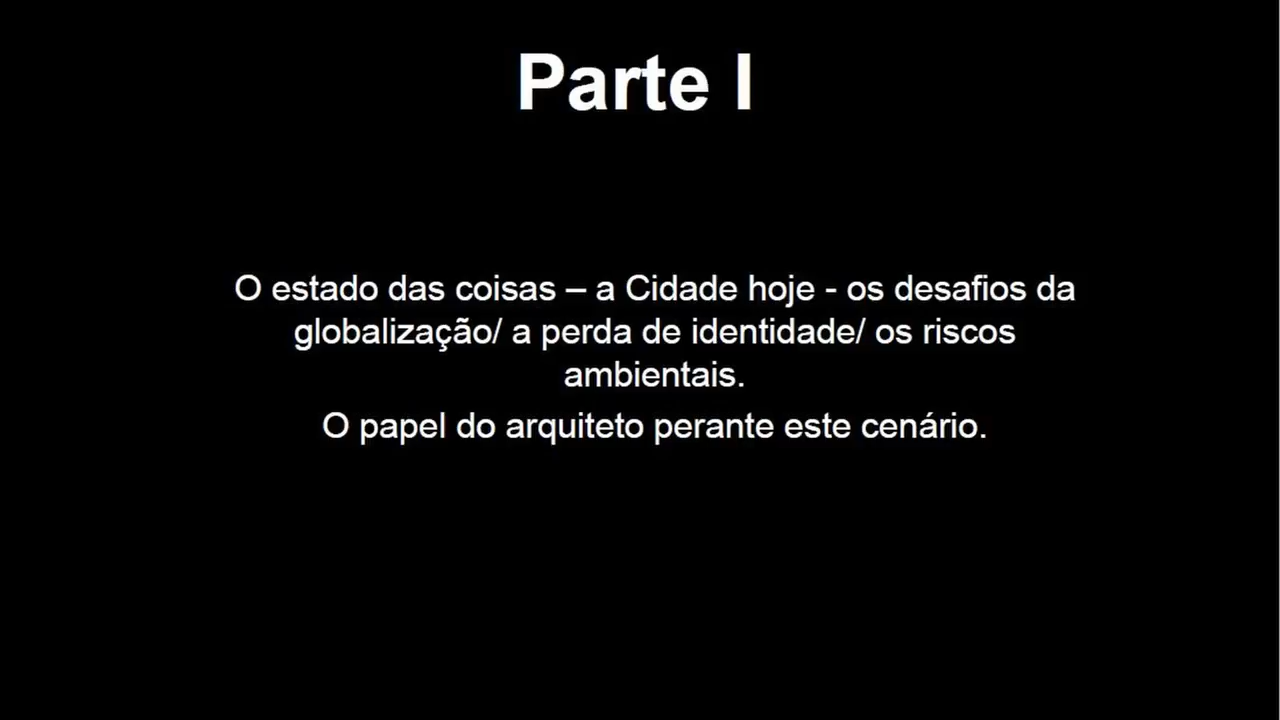 Parte I
O estado das coisas – a Cidade hoje - os desafios da
globalização/ a perda de identidade/ os riscos
ambientais.
O papel do arquiteto perante este cenário.